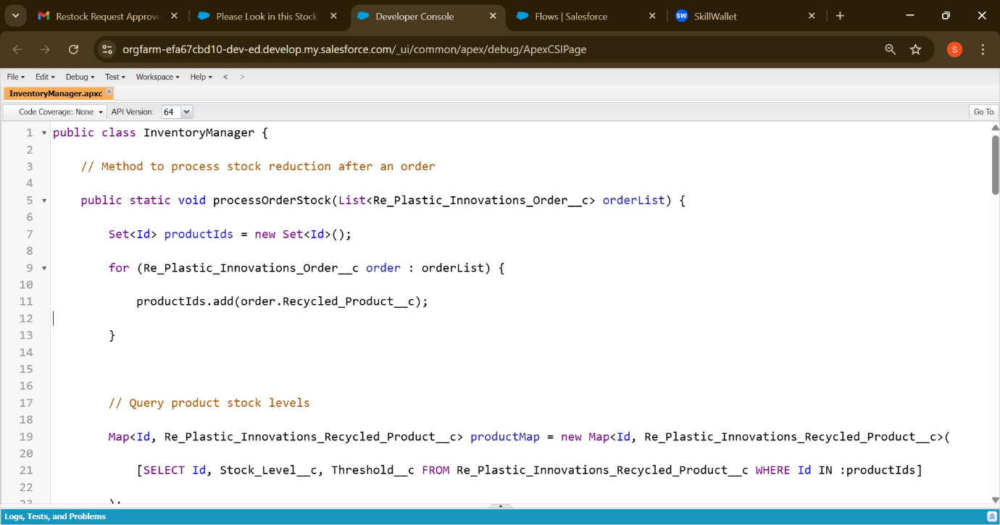 Restock Request Approv
Please Look in this Stock
Developer Console
Flows | Salesforce
SW SkillWallet
orgfarm-efa67cbd10-dev-ed.develop.my.salesforce.com/_ui/common/apex/debug/ApexCSIPage
S
File Edit Debug Test Workspace Help < >
InventoryManager.apxc
Code Coverage: None API Version: 64 Go To
1 public class InventoryManager {
2
3 // Method to process stock reduction after an order
4
5 public static void processOrderStock(List<Re_Plastic_Innovations_Order__c> orderList) {
6
7 Set<Id> productIds = new Set<Id>();
8
9 for (Re_Plastic_Innovations_Order__c order : orderList) {
10
11 productIds.add(order.Recycled_Product__c);
12
13 }
14
15
16
17 // Query product stock levels
18
19 Map<Id, Re_Plastic_Innovations_Recycled_Product__c> productMap = new Map<Id, Re_Plastic_Innovations_Recycled_Product__c>(
20
21 [SELECT Id, Stock_Level__c, Threshold__c FROM Re_Plastic_Innovations_Recycled_Product__c WHERE Id IN :productIds]
22
23 );
Logs, Tests, and Problems